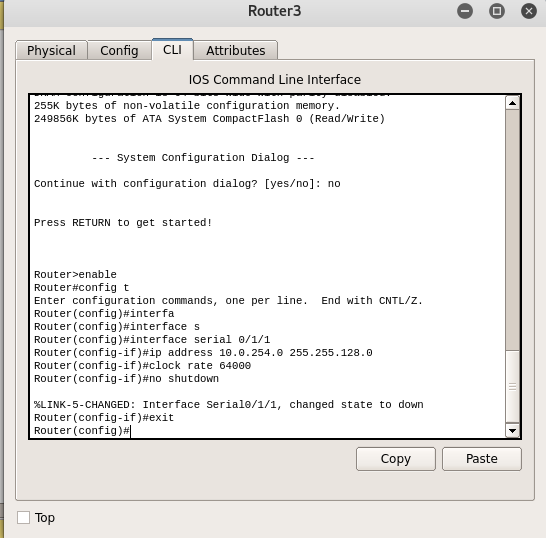 Router3
Physical Config CLI Attributes
IOS Command Line Interface
255K bytes of non-volatile configuration memory.
249856K bytes of ATA System CompactFlash 0 (Read/Write)
--- System Configuration Dialog ---
Continue with configuration dialog? [yes/no]: no
Press RETURN to get started!
Router>enable
Router#config t
Enter configuration commands, one per line.  End with CNTL/Z.
Router(config)#interfa
Router(config)#interface s
Router(config)#interface serial 0/1/1
Router(config-if)#ip address 10.0.254.0 255.255.128.0
Router(config-if)#clock rate 64000
Router(config-if)#no shutdown
%LINK-5-CHANGED: Interface Serial0/1/1, changed state to down
Router(config-if)#exit
Router(config)#
Copy Paste
Top